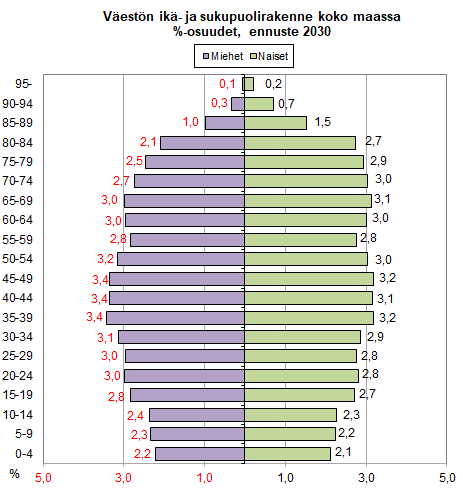 Väestön ikä- ja sukupuolirakenne koko maassa
%-osuudet, ennuste 2030
Miehet Naiset
95- 0,1 0,2
90-94 0,3 0,7
85-89 1,0 1,5
80-84 2,1 2,7
75-79 2,5 2,9
70-74 2,7 3,0
65-69 3,0 3,1
60-64 3,0 3,0
55-59 2,8 2,8
50-54 3,2 3,0
45-49 3,4 3,2
40-44 3,4 3,1
35-39 3,4 3,2
30-34 3,1 2,9
25-29 3,0 2,8
20-24 3,0 2,8
15-19 2,8 2,7
10-14 2,4 2,3
5-9 2,3 2,2
0-4 2,2 2,1
% 5,0 3,0 1,0 1,0 3,0 5,0